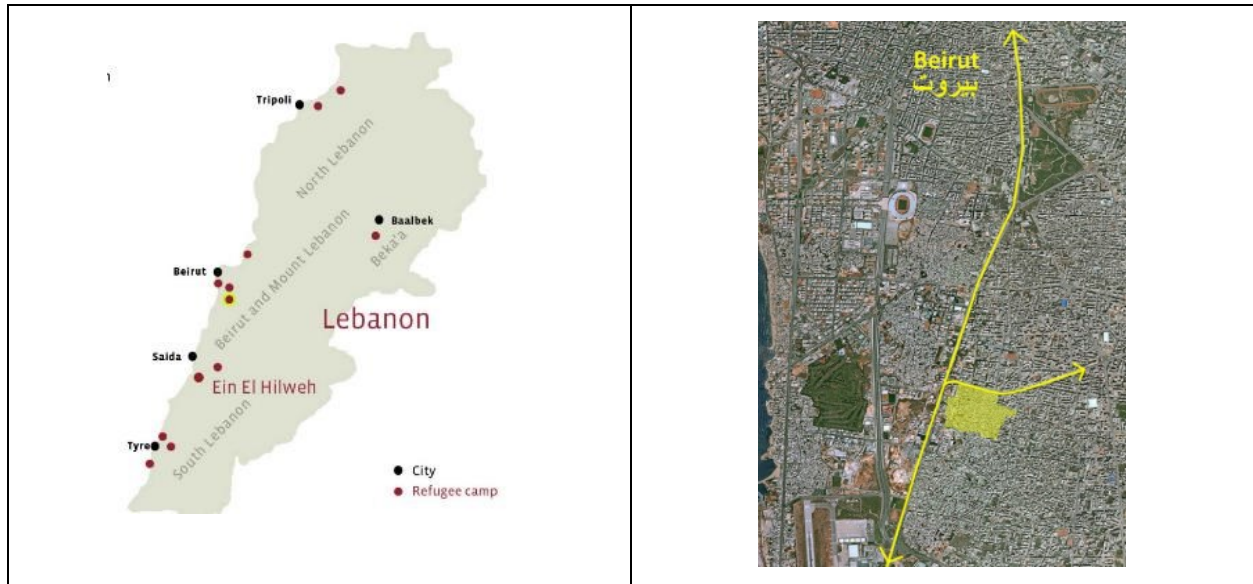 Tripoli
North Lebanon
Baalbek
Beka'a
Beirut
Beirut and Mount Lebanon
Lebanon
Saida
Ein El Hilweh
South Lebanon
Tyre
City
Refugee camp
Beirut
بيروت